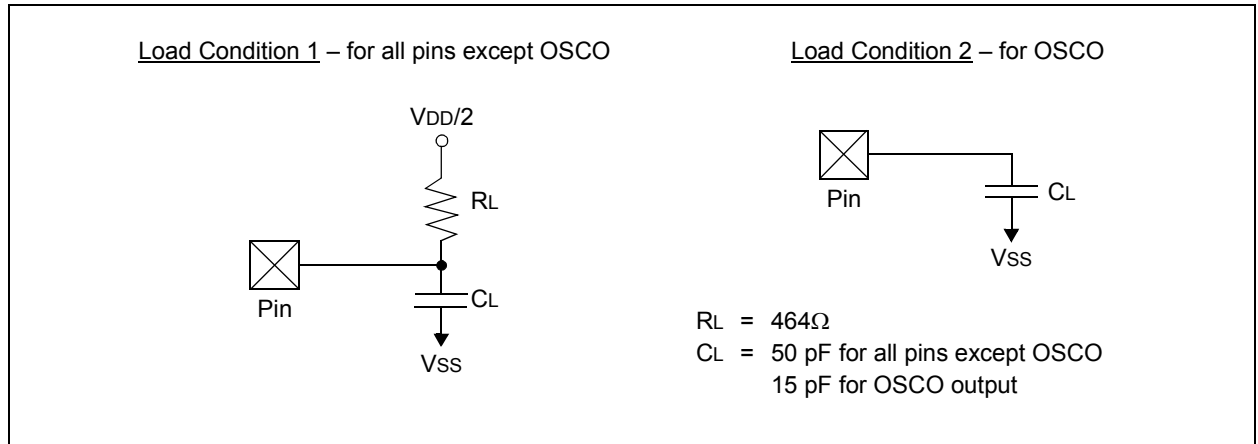 Load Condition 1 – for all pins except OSCO
VDD/2
RL
Pin
CL
VSS
Load Condition 2 – for OSCO
Pin
CL
VSS
RL = 464Ω
CL = 50 pF for all pins except OSCO
15 pF for OSCO output